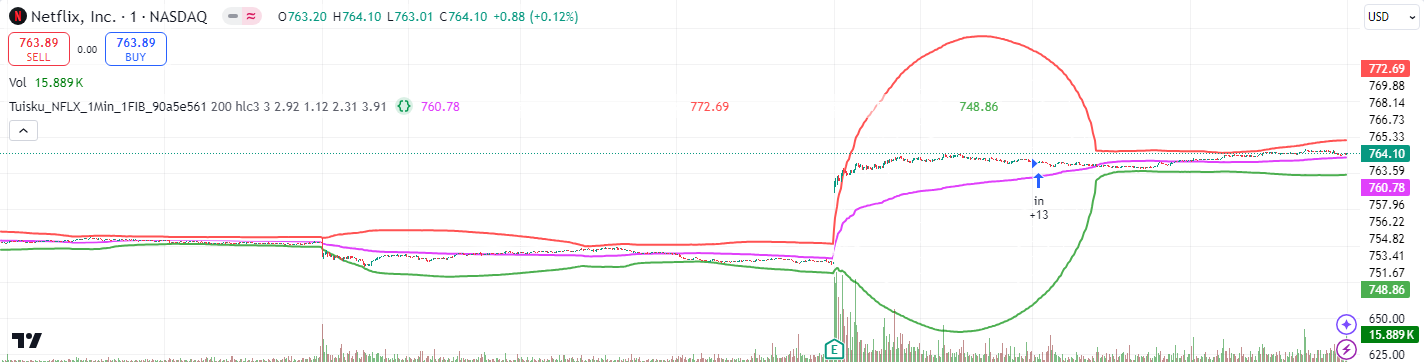 Netflix, Inc. · 1 · NASDAQ O763.20 H764.10 L763.01 C764.10 +0.88 (+0.12%)
USD
763.89
SELL
0.00
763.89
BUY
Vol 15.889K
Tuisku_NFLX_1Min_1FIB_90a5e561 200 hlc3 3 2.92 1.12 2.31 3.91 {} 760.78 772.69 748.86
in
+13
E
772.69
769.88
768.14
766.73
765.33
764.10
763.59
760.78
757.96
756.22
754.82
753.41
751.67
748.86
650.00
15.889K
625.00